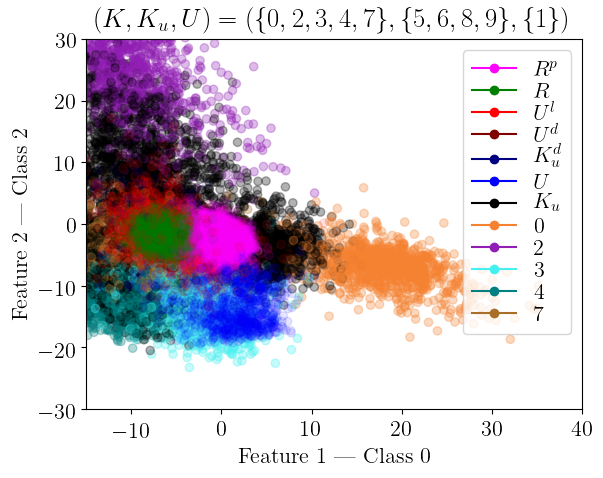 (K, K_u, U) = ({0, 2, 3, 4, 7}, {5, 6, 8, 9}, {1})
30
20
10
0
−10
−20
−30
Feature 2 — Class 2
R^p
R
U^l
U^d
K_u^d
U
K_u
0
2
3
4
7
−10
0
10
20
30
40
Feature 1 — Class 0